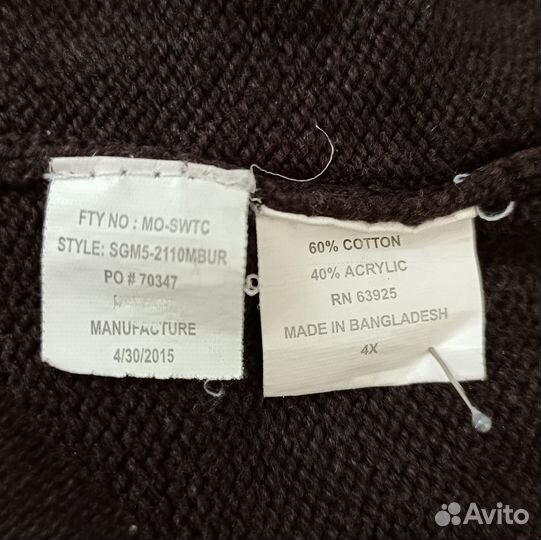 FTY NO : MO-SWTC
STYLE: SGM5-2110MBUR
PO # 70347
MANUFACTURE
4/30/2015
60% COTTON
40% ACRYLIC
RN 63925
MADE IN BANGLADESH
4X
Avito